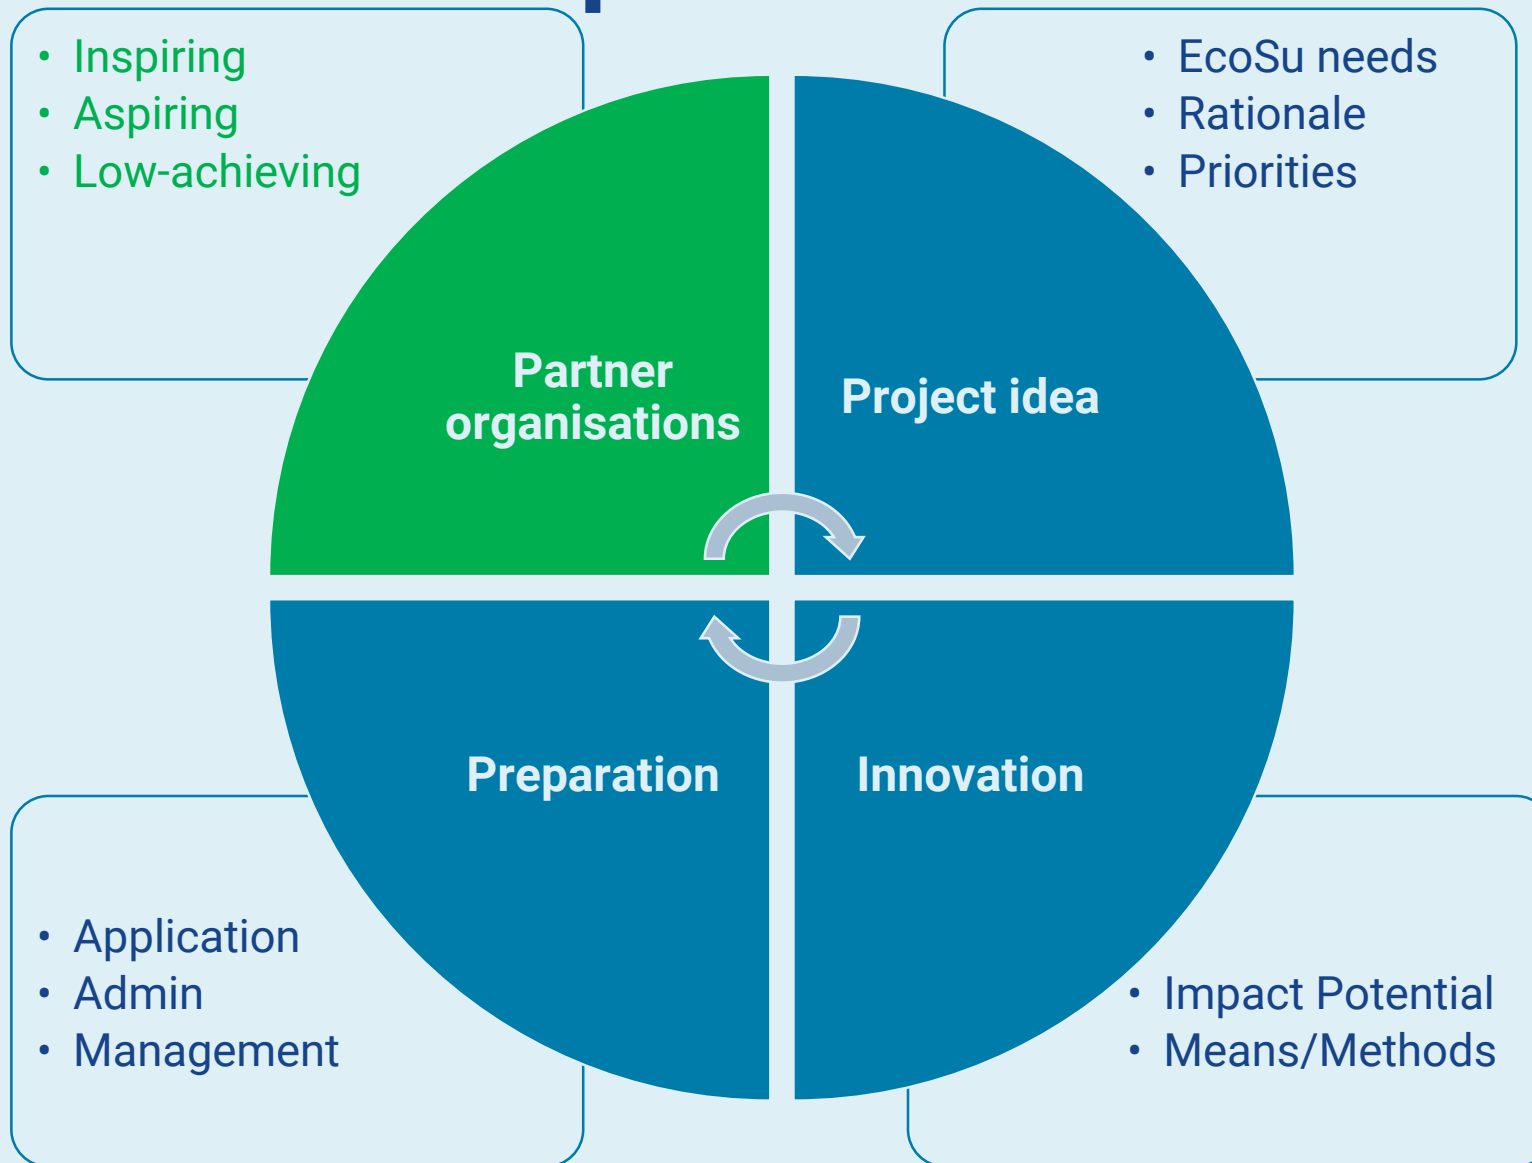 • Inspiring
• Aspiring
• Low-achieving
• EcoSu needs
• Rationale
• Priorities
Partner
organisations
Project idea
Preparation
Innovation
• Application
• Admin
• Management
• Impact Potential
• Means/Methods